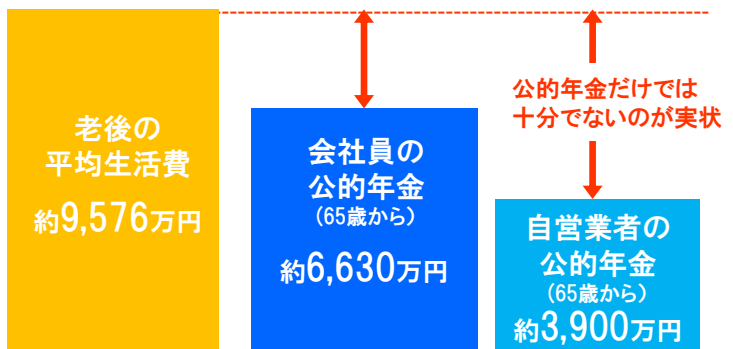 老後の
平均生活費
約9,576万円
会社員の
公的年金
（65歳から）
約6,630万円
公的年金だけでは
十分でないのが実状
自営業者の
公的年金
（65歳から）
約3,900万円